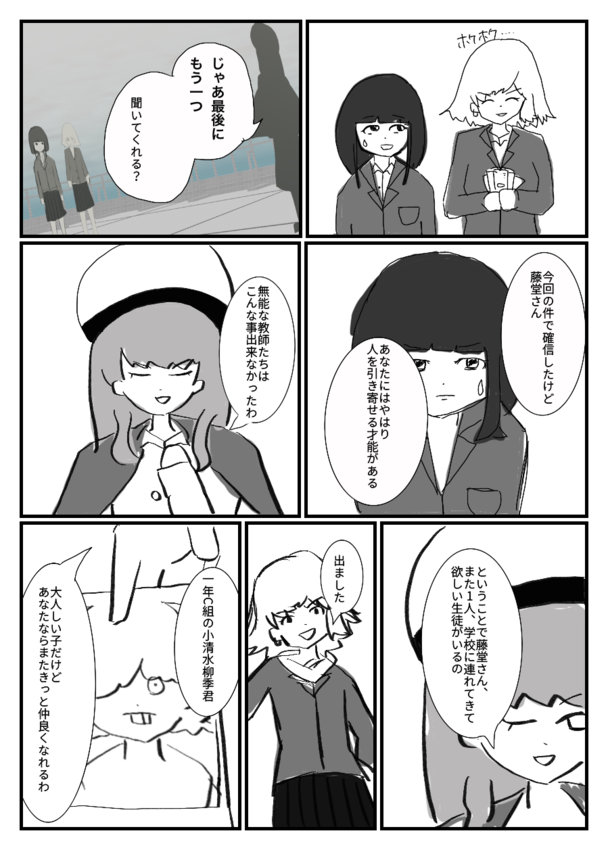 ホクホク‥‥
じゃあ最後に
もう一つ
聞いてくれる？
今回の件で確信したけど
藤堂さん
あなたにはやはり
人を引き寄せる才能がある
無能な教師たちは
こんな事出来なかったわ
ということで藤堂さん、
また1人、学校に連れてきて
欲しい生徒がいるの
出ました
一年C組の小清水柳季君
大人しい子だけど
あなたならまたきっと仲良くなれるわ